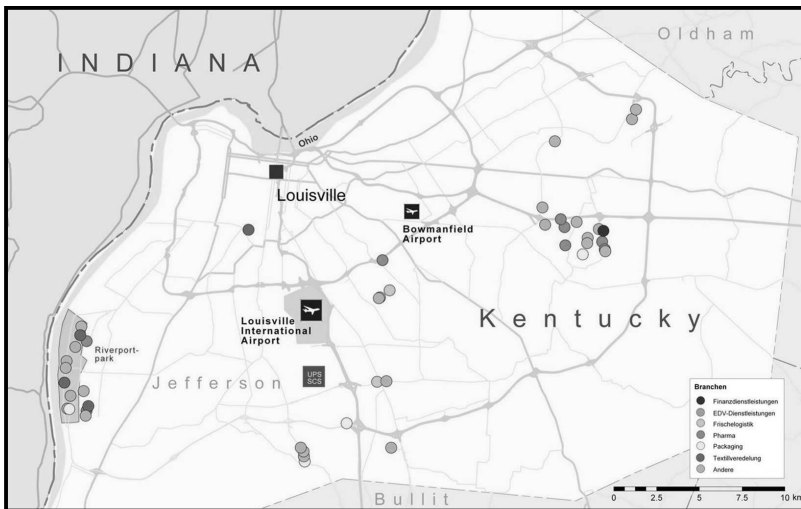 INDIANA
Oldham
Ohio
Louisville
Bowmanfield
Airport
Louisville
International
Airport
Kentucky
Riverport-
park
Jefferson
UPS
SCS
Bullit
Branchen
Finanzdienstleistungen
EDV-Dienstleistungen
Frischelogistik
Pharma
Packaging
Textilveredelung
Andere
0 2.5 5 7.5 10 km